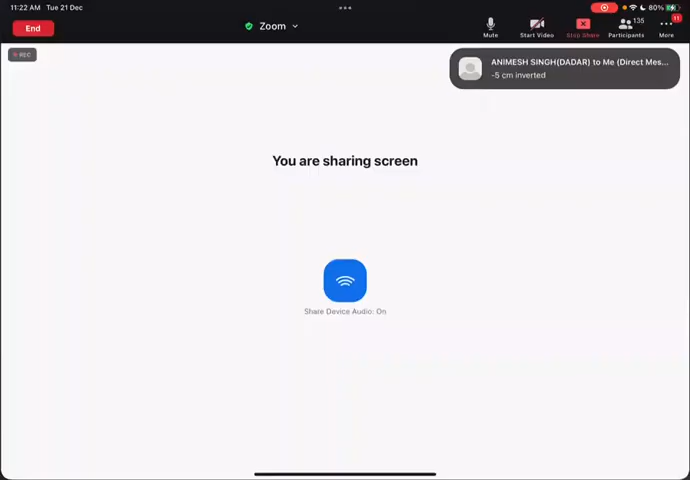 11:22 AM Tue 21 Dec
80%
End
Zoom
Mute
Start Video
Stop Share
135
Participants
11
More
REC
ANIMESH SINGH(DADAR) to Me (Direct Mes...
-5 cm inverted
You are sharing screen
Share Device Audio: On